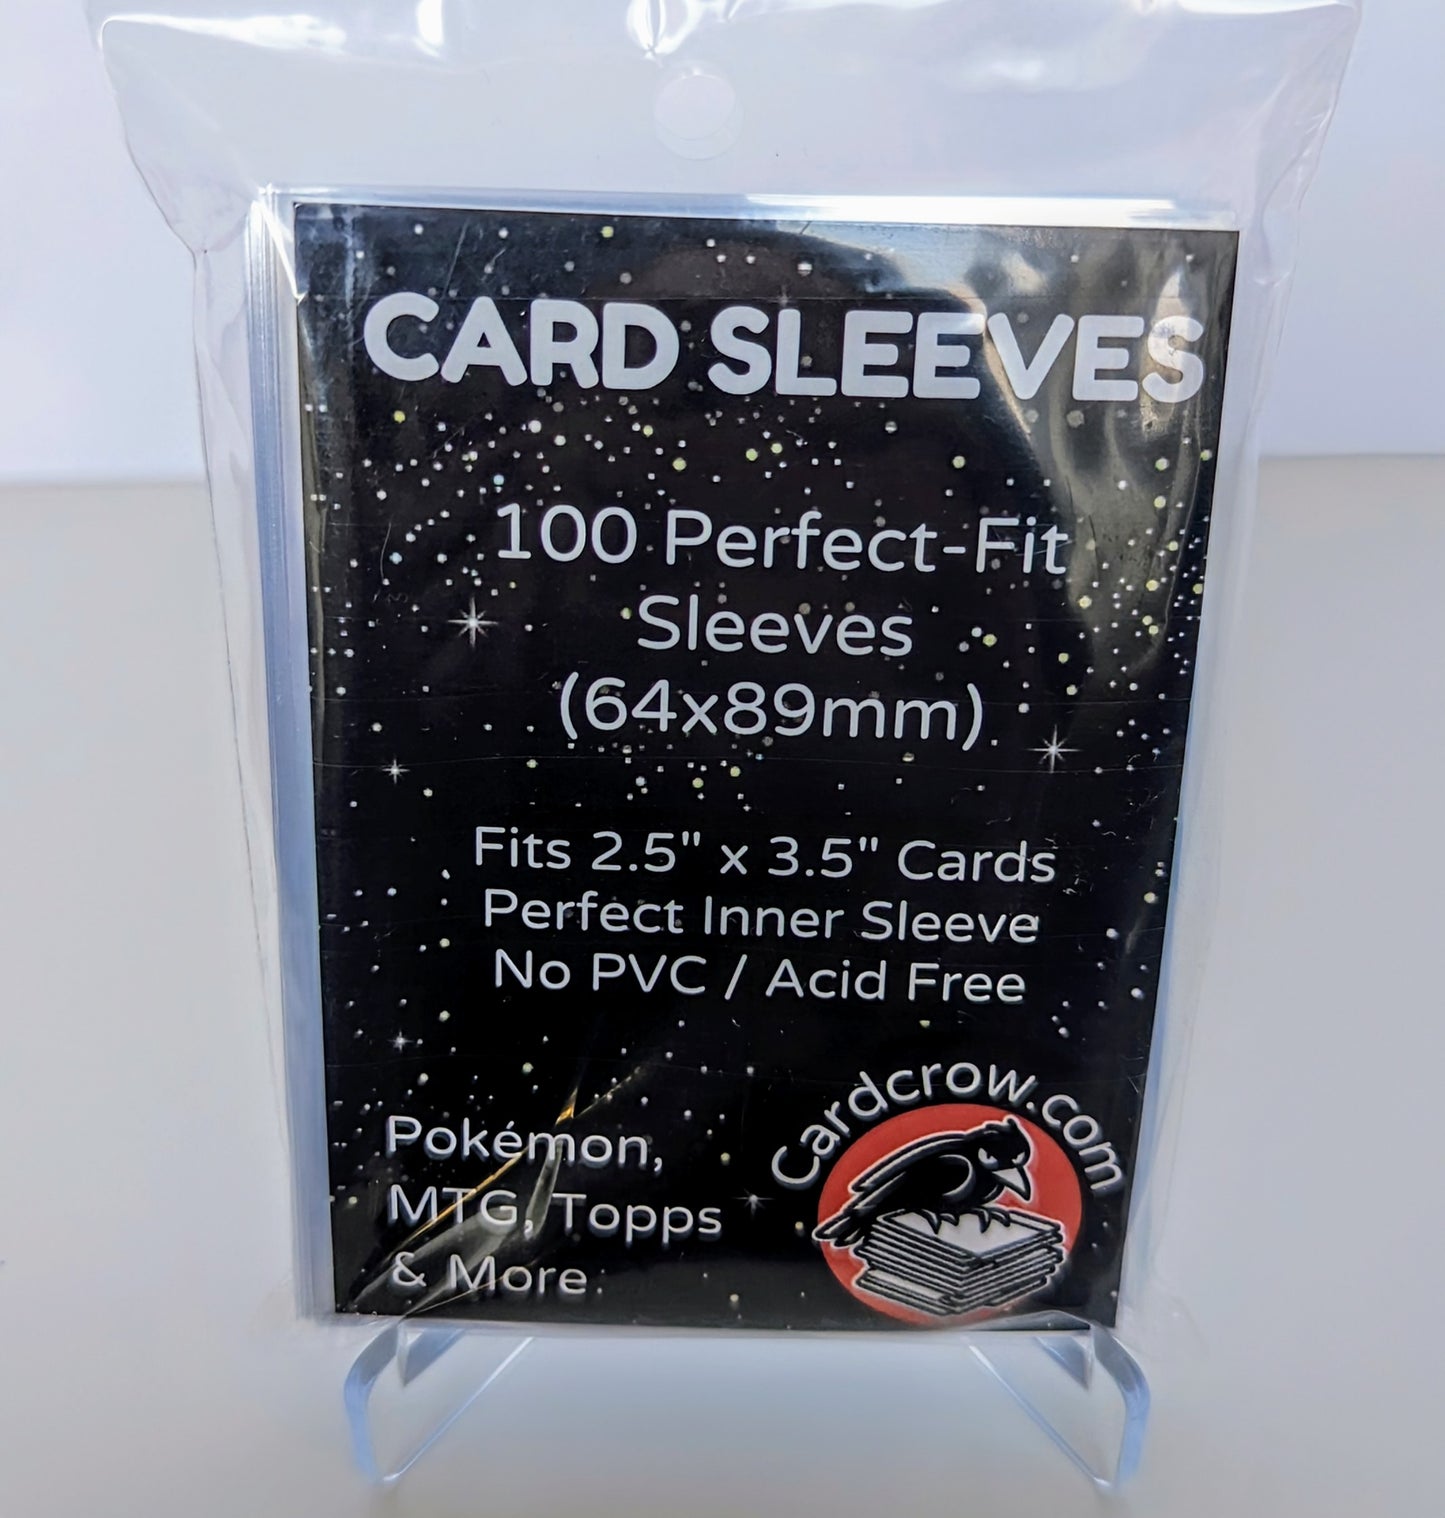 CARD SLEEVES
100 Perfect-Fit
Sleeves
(64x89mm)
Fits 2.5" x 3.5" Cards
Perfect Inner Sleeve
No PVC / Acid Free
Pokémon,
MTG, Topps
& More
Cardcrow.com